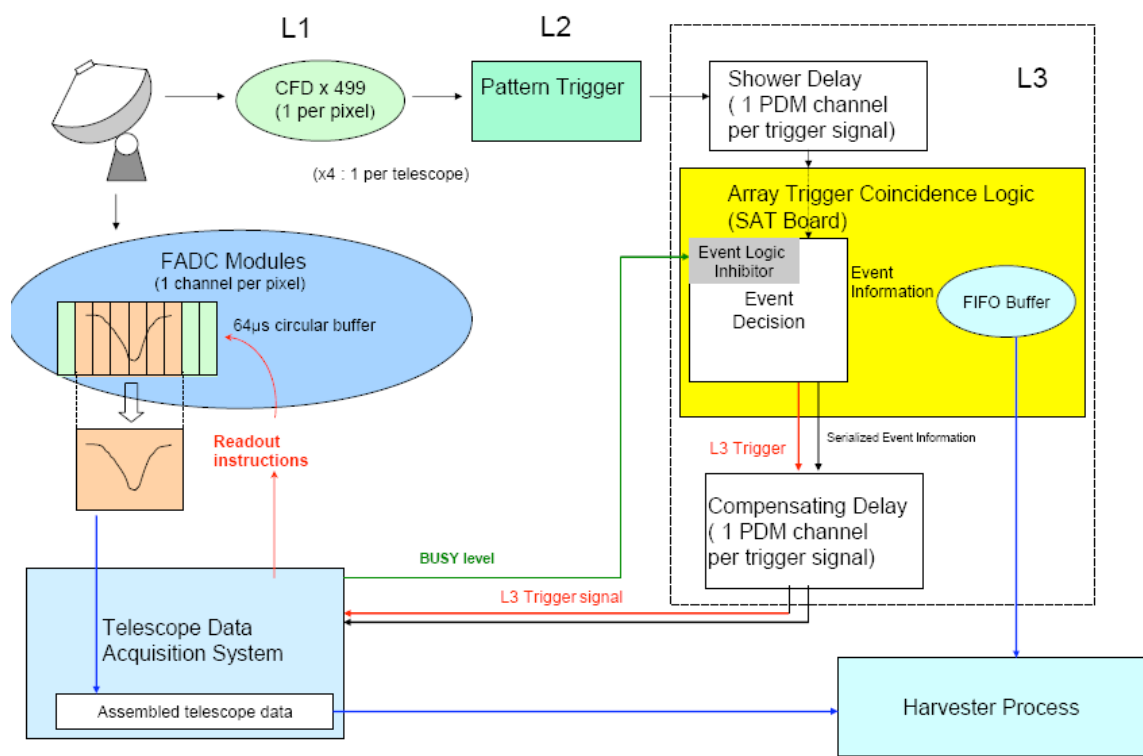 L1
L2
L3
CFD x 499
(1 per pixel)
Pattern Trigger
Shower Delay
( 1 PDM channel
per trigger signal)
(x4 : 1 per telescope)
Array Trigger Coincidence Logic
(SAT Board)
Event Logic
Inhibitor
Event
Decision
Event
Information
FIFO Buffer
FADC Modules
(1 channel per pixel)
64µs circular buffer
Readout
instructions
L3 Trigger
Serialized Event Information
Compensating Delay
( 1 PDM channel
per trigger signal)
BUSY level
L3 Trigger signal
Telescope Data
Acquisition System
Assembled telescope data
Harvester Process